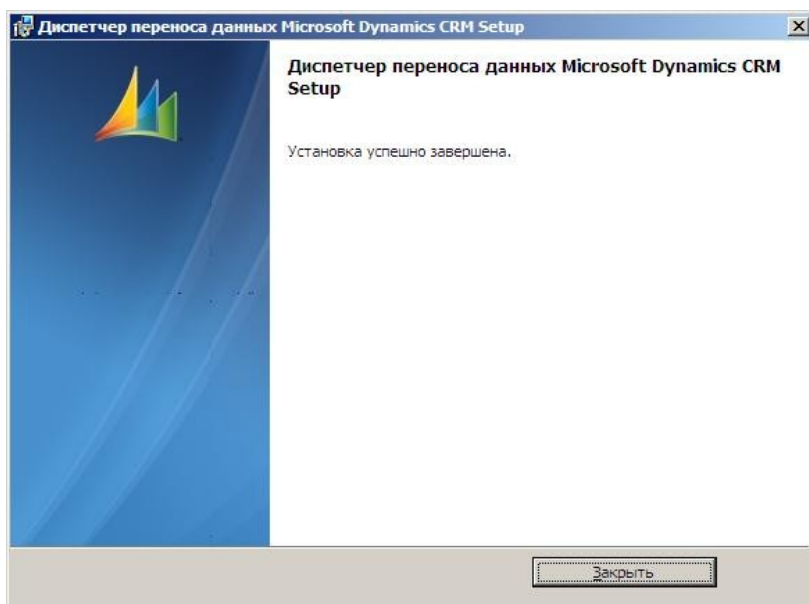 Диспетчер переноса данных Microsoft Dynamics CRM Setup
Диспетчер переноса данных Microsoft Dynamics CRM
Setup
Установка успешно завершена.
Закрыть